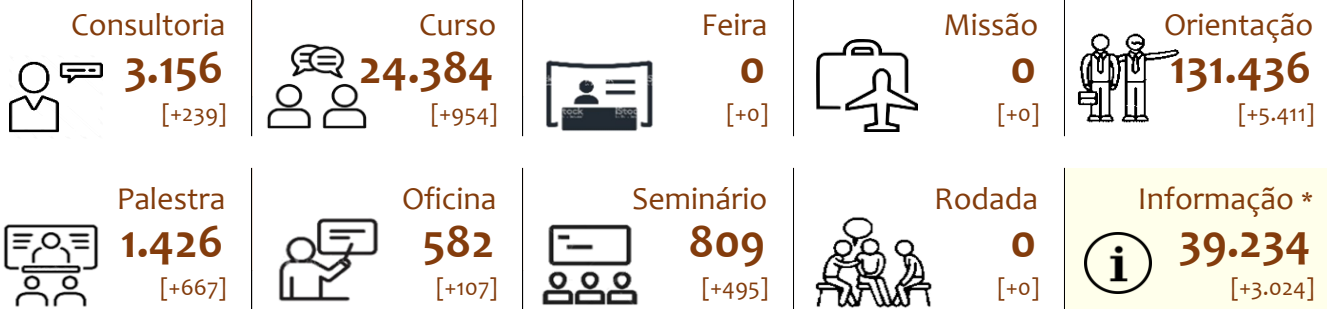 Consultoria
3.156
[+239]
Curso
24.384
[+954]
Feira
0
[+0]
Missão
0
[+0]
Orientação
131.436
[+5.411]
Palestra
1.426
[+667]
Oficina
582
[+107]
Seminário
809
[+495]
Rodada
0
[+0]
Informação *
i
39.234
[+3.024]